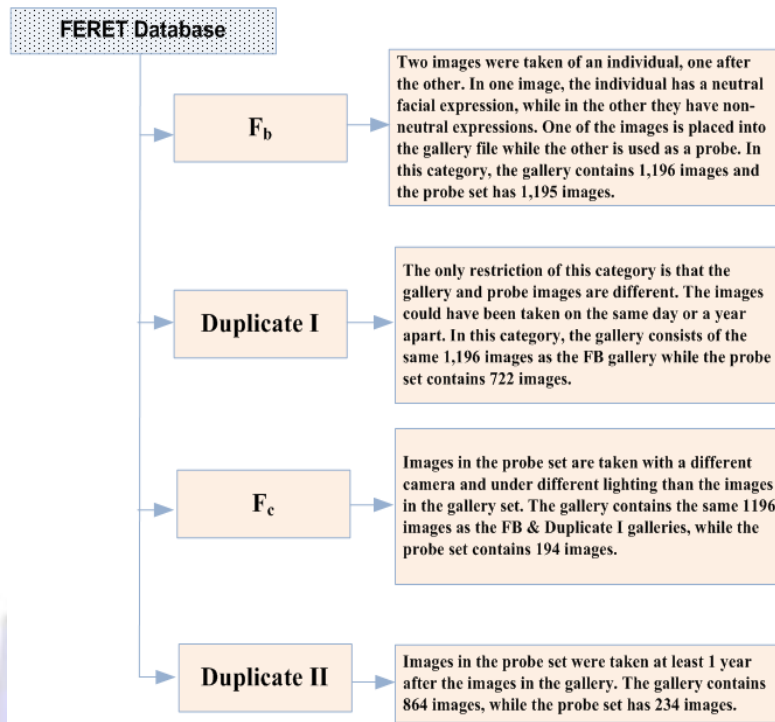 FERET Database
F_b
Two images were taken of an individual, one after
the other. In one image, the individual has a neutral
facial expression, while in the other they have non-
neutral expressions. One of the images is placed into
the gallery file while the other is used as a probe. In
this category, the gallery contains 1,196 images and
the probe set has 1,195 images.
Duplicate I
The only restriction of this category is that the
gallery and probe images are different. The images
could have been taken on the same day or a year
apart. In this category, the gallery consists of the
same 1,196 images as the FB gallery while the probe
set contains 722 images.
F_c
Images in the probe set are taken with a different
camera and under different lighting than the images
in the gallery set. The gallery contains the same 1196
images as the FB & Duplicate I galleries, while the
probe set contains 194 images.
Duplicate II
Images in the probe set were taken at least 1 year
after the images in the gallery. The gallery contains
864 images, while the probe set has 234 images.